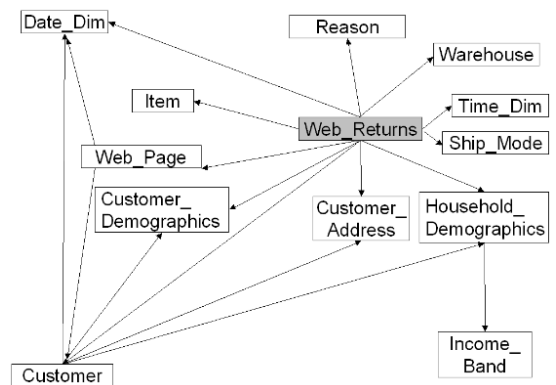 Date_Dim
Reason
Warehouse
Item
Time_Dim
Web_Returns
Ship_Mode
Web_Page
Customer_
Demographics
Customer_
Address
Household_
Demographics
Income_
Band
Customer